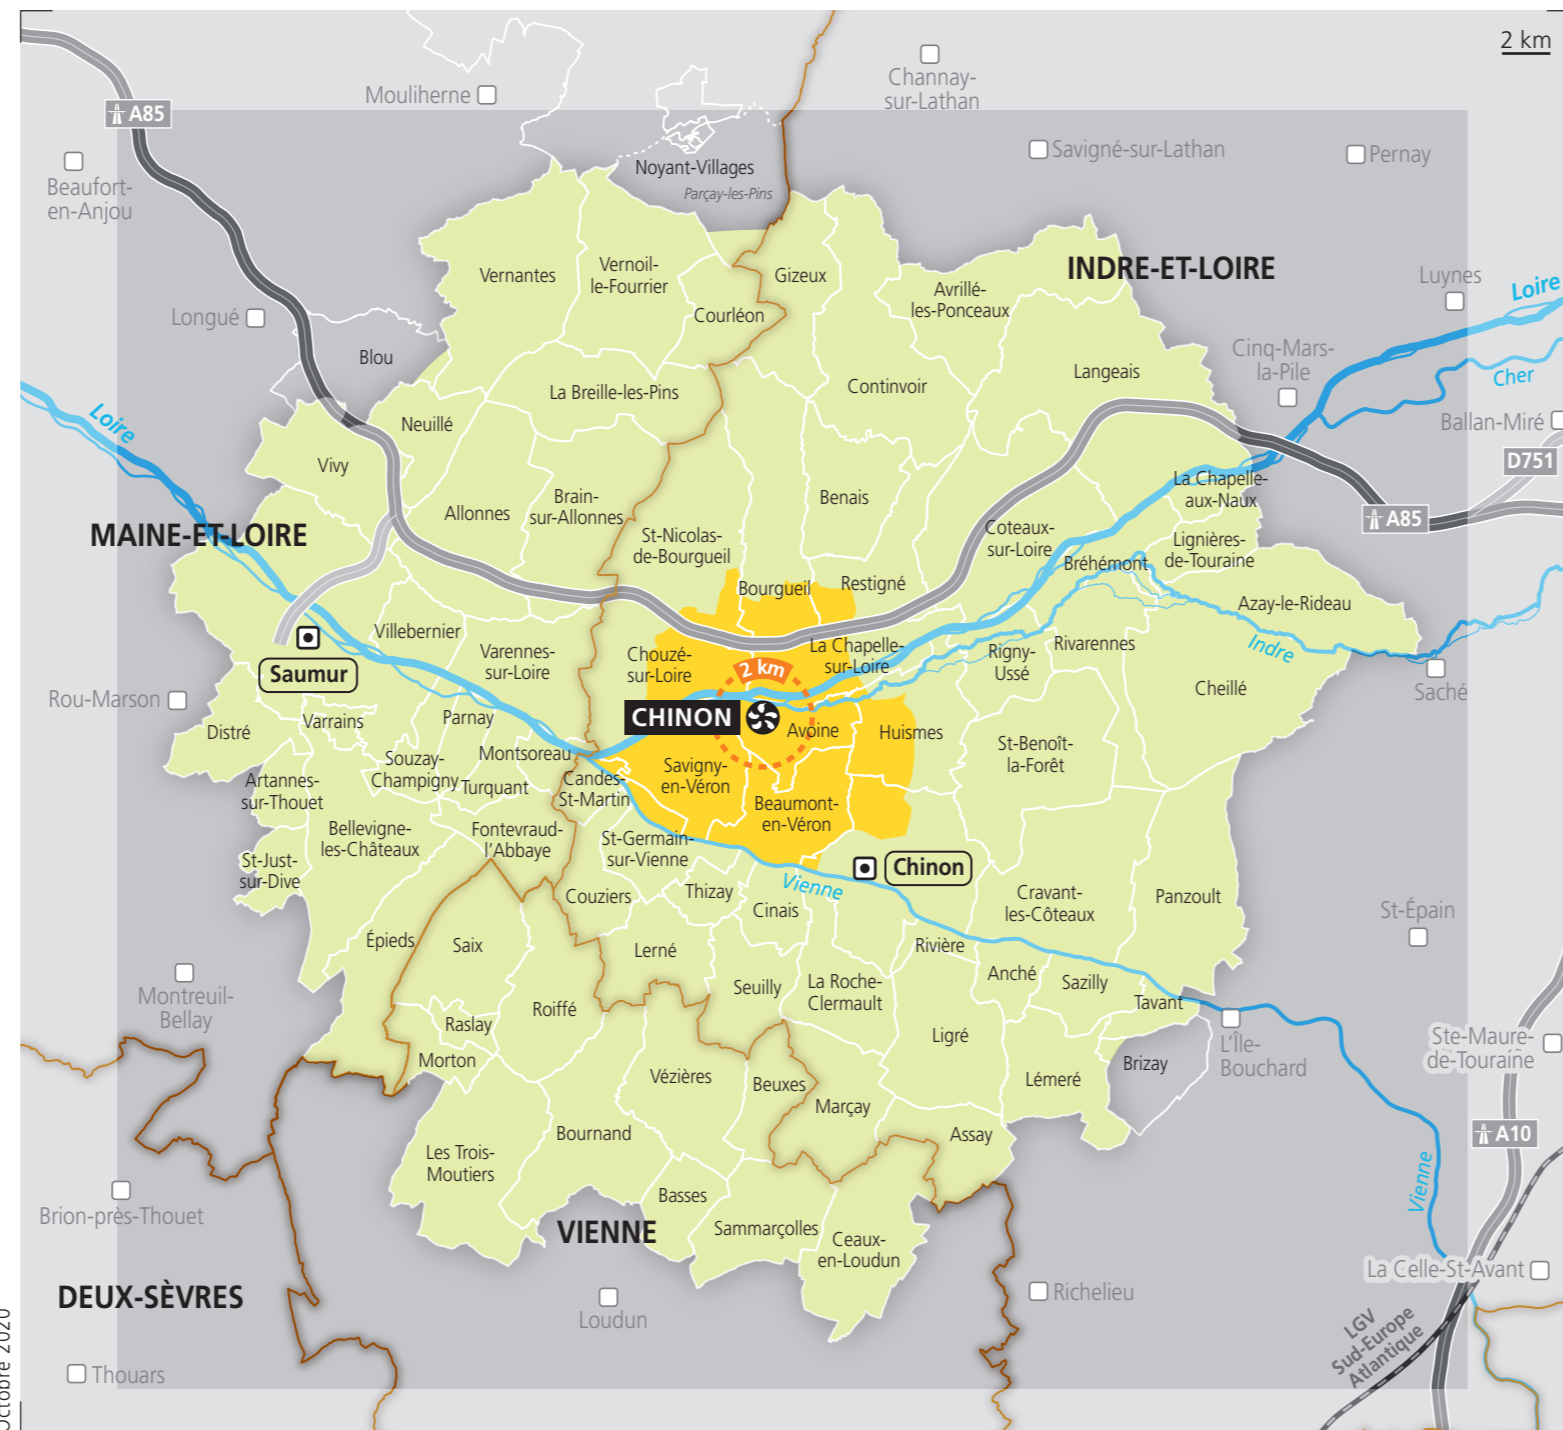 2 km
Channay-
sur-Lathan
Mouliherne
A85
Savigné-sur-Lathan
Pernay
Noyant-Villages
Parçay-les-Pins
Beaufort-
en-Anjou
INDRE-ET-LOIRE
Vernantes
Vernoil-
le-Fourrier
Gizeux
Avrillé-
les-Ponceaux
Luynes
Loire
Longué
Courléon
Blou
Cinq-Mars-
la-Pile
Langeais
Cher
La Breille-les-Pins
Continvoir
Loire
Neuillé
Ballan-Miré
D751
Vivy
Benais
La Chapelle-
aux-Naux
Brain-
sur-Allonnes
Allonnes
A85
MAINE-ET-LOIRE
St-Nicolas-
de-Bourgueil
Coteaux-
sur-Loire
Lignières-
de-Touraine
Bréhémont
Bourgueil
Restigné
Azay-le-Rideau
Indre
Villebernier
Varennes-
sur-Loire
Chouzé-
sur-Loire
La Chapelle-
sur-Loire
Rigny-
Ussé
Rivarennes
Saumur
2 km
Cheillé
Saché
Rou-Marson
Distré
Varrains
Parnay
CHINON
Avoine
Huismes
St-Benoît-
la-Forêt
Souzay-
Champigny
Montsoreau
Turquant
Candes-
St-Martin
Savigny-
en-Véron
Artannes-
sur-Thouet
Beaumont-
en-Véron
Bellevigne-
les-Châteaux
Fontevraud-
l'Abbaye
St-Germain-
sur-Vienne
St-Just-
sur-Dive
Chinon
Vienne
Couziers
Thizay
Cinais
Cravant-
les-Côteaux
Panzoult
St-Épain
Épieds
Saix
Lerné
Rivière
Seuilly
La Roche-
Clermault
Anché
Sazilly
Tavant
Montreuil-
Bellay
Roiffé
Raslay
Ligré
L'Île-
Bouchard
Ste-Maure-
de-Touraine
Morton
Vézières
Beuxes
Lémeré
Brizay
Marçay
Bournand
Assay
A10
Les Trois-
Moutiers
Vienne
Brion-près-Thouet
Basses
VIENNE
Sammarçolles
Ceaux-
en-Loudun
La Celle-St-Avant
DEUX-SÈVRES
Loudun
Richelieu
LGV
Sud-Europe
Atlantique
Thouars
Octobre 2020